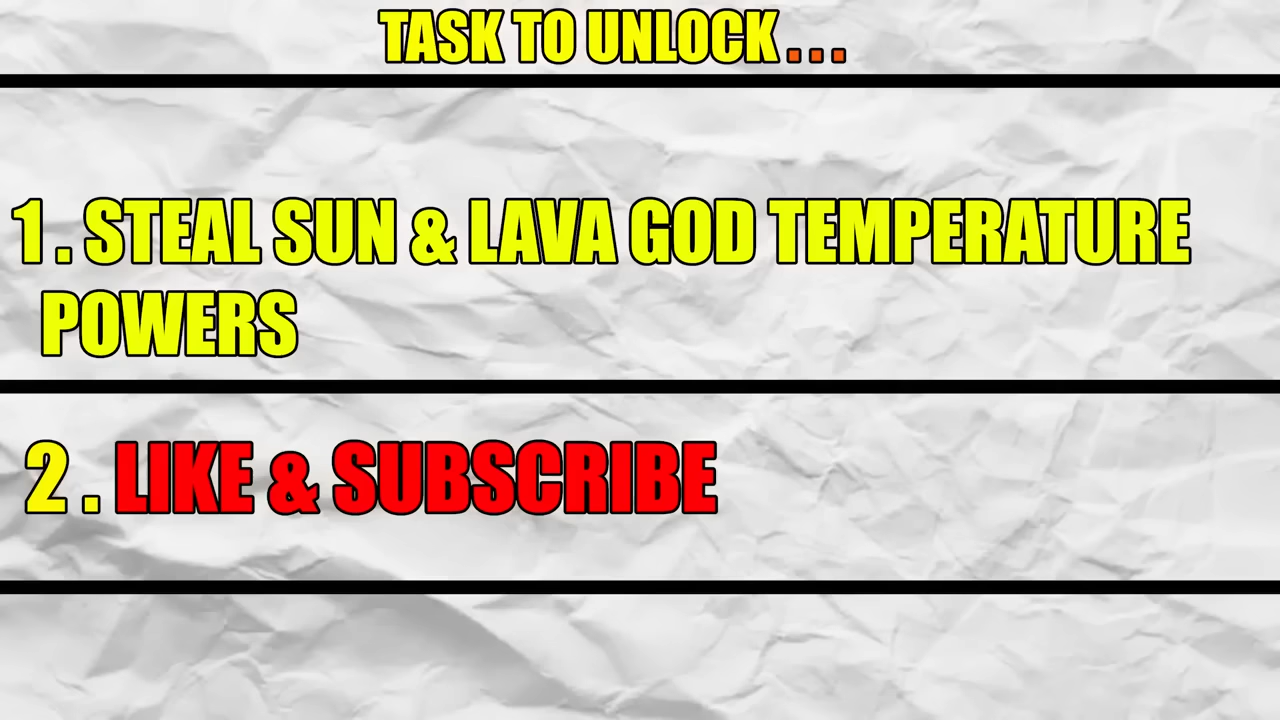 TASK TO UNLOCK...
1. STEAL SUN & LAVA GOD TEMPERATURE
POWERS
2. LIKE & SUBSCRIBE